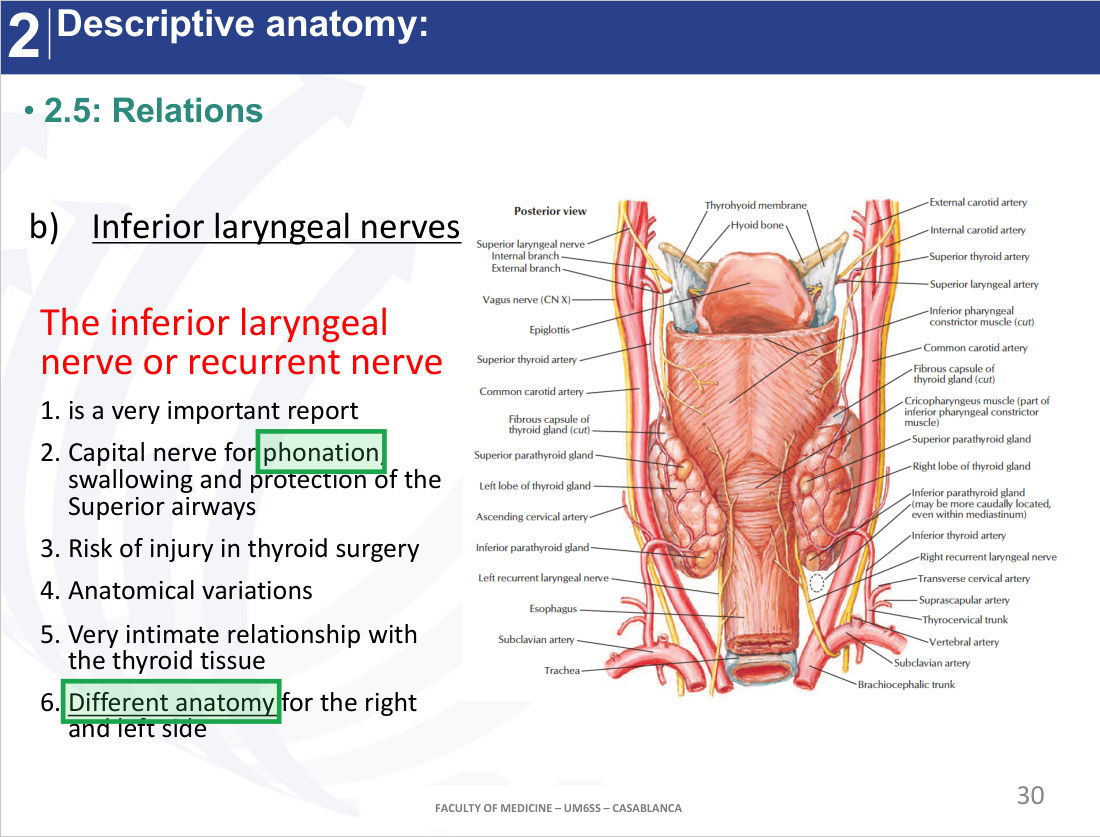 2 Descriptive anatomy:
• 2.5: Relations
b) Inferior laryngeal nerves
The inferior laryngeal
nerve or recurrent nerve
1. is a very important report
2. Capital nerve for phonation,
swallowing and protection of the
Superior airways
3. Risk of injury in thyroid surgery
4. Anatomical variations
5. Very intimate relationship with
the thyroid tissue
6. Different anatomy for the right
and left side
Posterior view
Superior laryngeal nerve
Internal branch
External branch
Vagus nerve (CN X)
Epiglottis
Superior thyroid artery
Common carotid artery
Fibrous capsule of
thyroid gland (cut)
Superior parathyroid gland
Left lobe of thyroid gland
Ascending cervical artery
Inferior parathyroid gland
Left recurrent laryngeal nerve
Esophagus
Subclavian artery
Trachea
Thyrohyoid membrane
Hyoid bone
External carotid artery
Internal carotid artery
Superior thyroid artery
Superior laryngeal artery
Inferior pharyngeal
constrictor muscle (cut)
Common carotid artery
Fibrous capsule of
thyroid gland (cut)
Cricopharyngeus muscle (part of
inferior pharyngeal constrictor
muscle)
Superior parathyroid gland
Right lobe of thyroid gland
Inferior parathyroid gland
(may be more caudally located,
even within mediastinum)
Inferior thyroid artery
Right recurrent laryngeal nerve
Transverse cervical artery
Suprascapular artery
Thyrocervical trunk
Vertebral artery
Subclavian artery
Brachiocephalic trunk
FACULTY OF MEDICINE – UM6SS – CASABLANCA
30